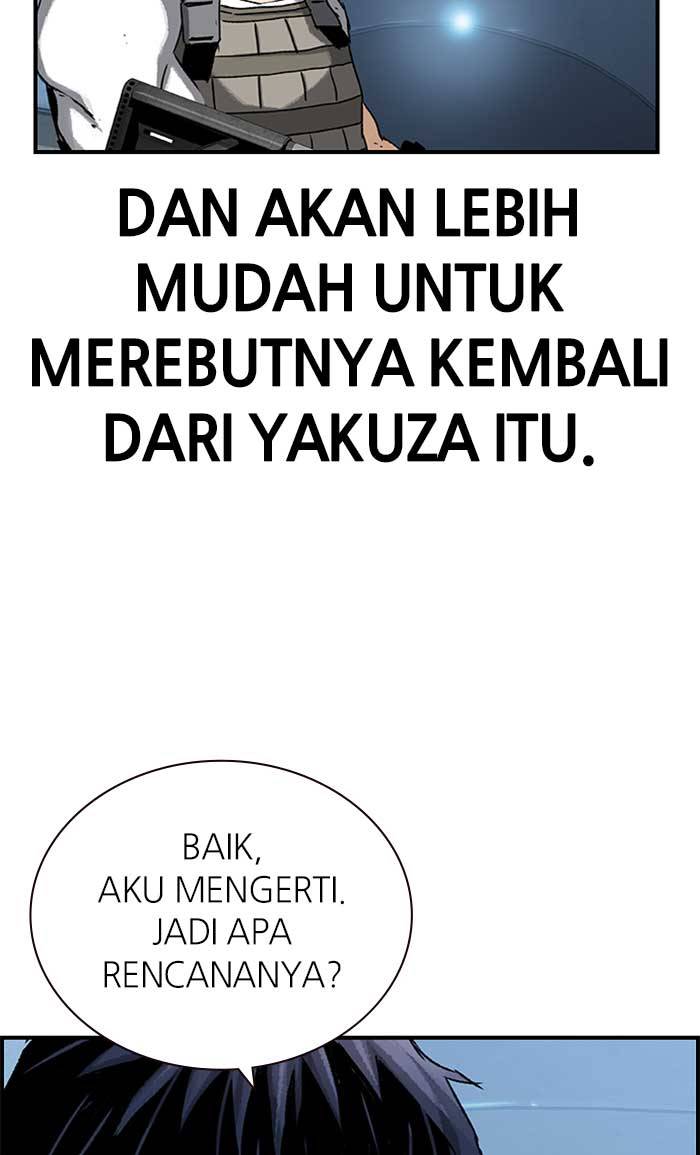 DAN AKAN LEBIH
MUDAH UNTUK
MEREBUTNYA KEMBALI
DARI YAKUZA ITU.
BAIK,
AKU MENGERTI.
JADI APA
RENCANANYA?